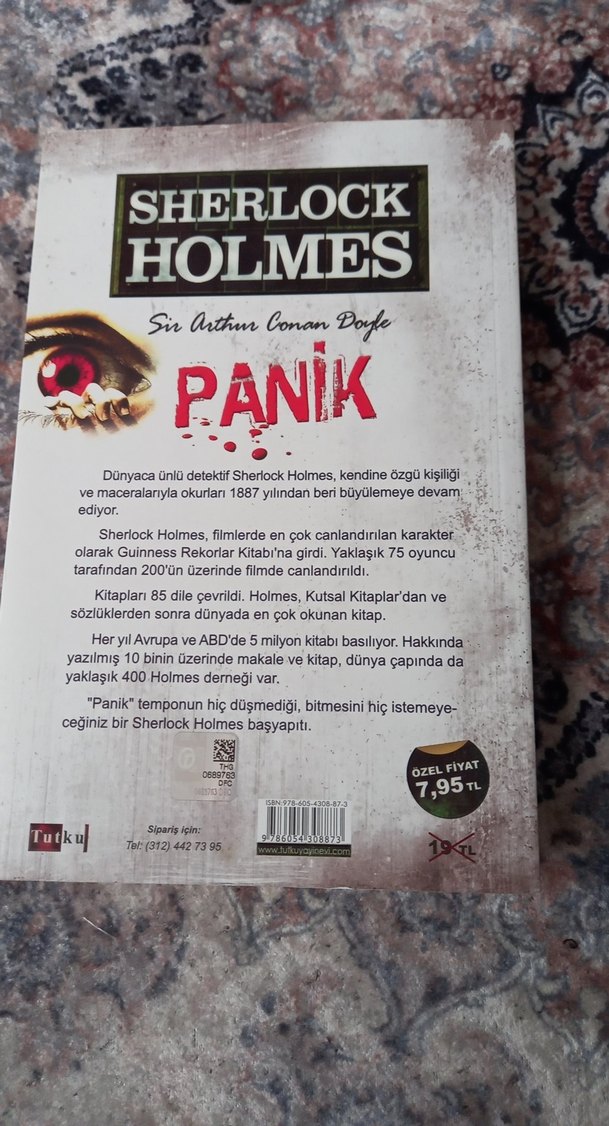 SHERLOCK
HOLMES
Sir Arthur Conan Doyle
PANİK
Dünyaca ünlü detektif Sherlock Holmes, kendine özgü kişiliği
ve maceralarıyla okurları 1887 yılından beri büyülemeye devam
ediyor.
Sherlock Holmes, filmlerde en çok canlandırılan karakter
olarak Guinness Rekorlar Kitabı'na girdi. Yaklaşık 75 oyuncu
tarafından 200'ün üzerinde filmde canlandırıldı.
Kitapları 85 dile çevrildi. Holmes, Kutsal Kitaplar'dan ve
sözlüklerden sonra dünyada en çok okunan kitap.
Her yıl Avrupa ve ABD'de 5 milyon kitabı basılıyor. Hakkında
yazılmış 10 binin üzerinde makale ve kitap, dünya çapında da
yaklaşık 400 Holmes derneği var.
"Panik" temponun hiç düşmediği, bitmesini hiç istemeye-
ceğiniz bir Sherlock Holmes başyapıtı.
THG
0689763
DFC
ÖZEL FİYAT
7,95 TL
19 TL
ISBN:978-605-4308-87-3
9 786054 308873
www.tutkuyayinevi.com
Tutku
Sipariş için:
Tel: (312) 442 73 95